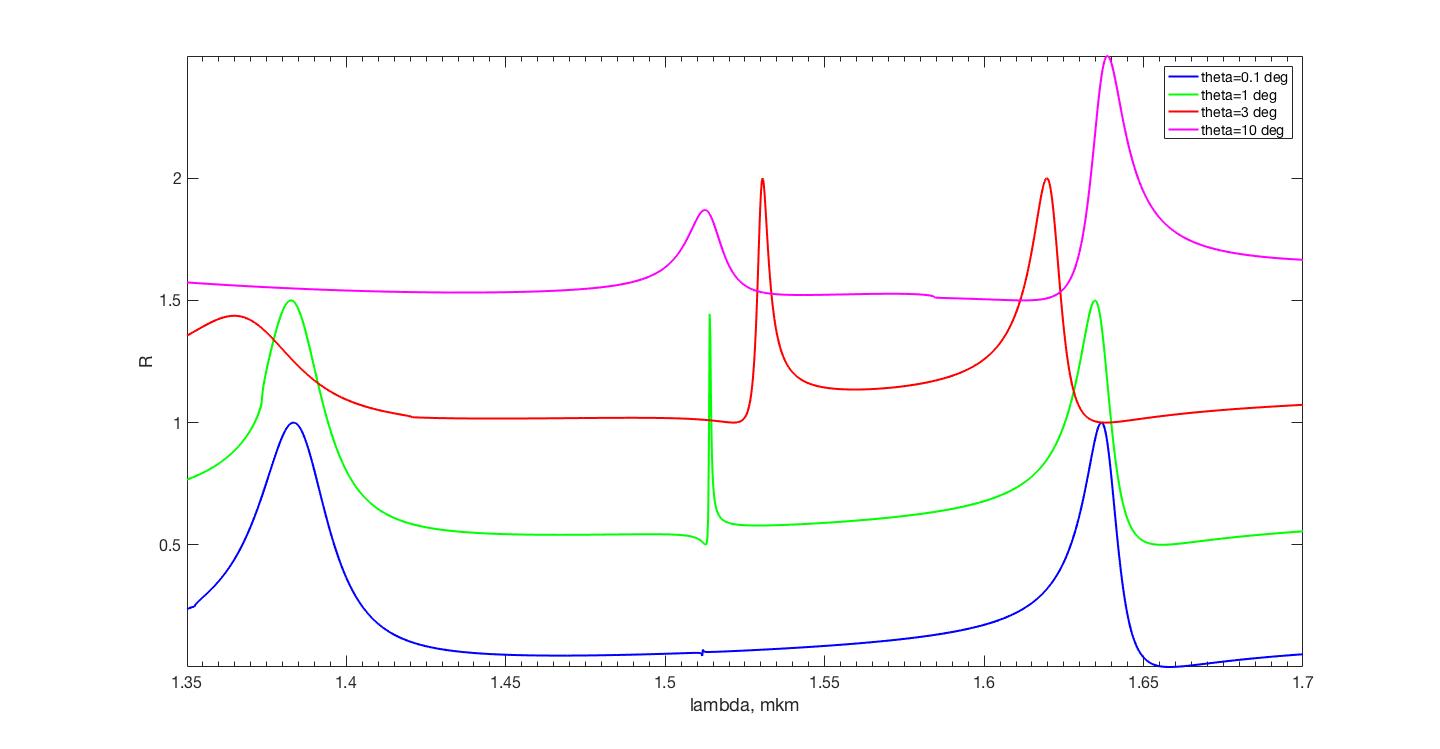 theta=0.1 deg
theta=1 deg
theta=3 deg
theta=10 deg
2
1.5
R
1
0.5
1.35 1.4 1.45 1.5 1.55 1.6 1.65 1.7
lambda, mkm